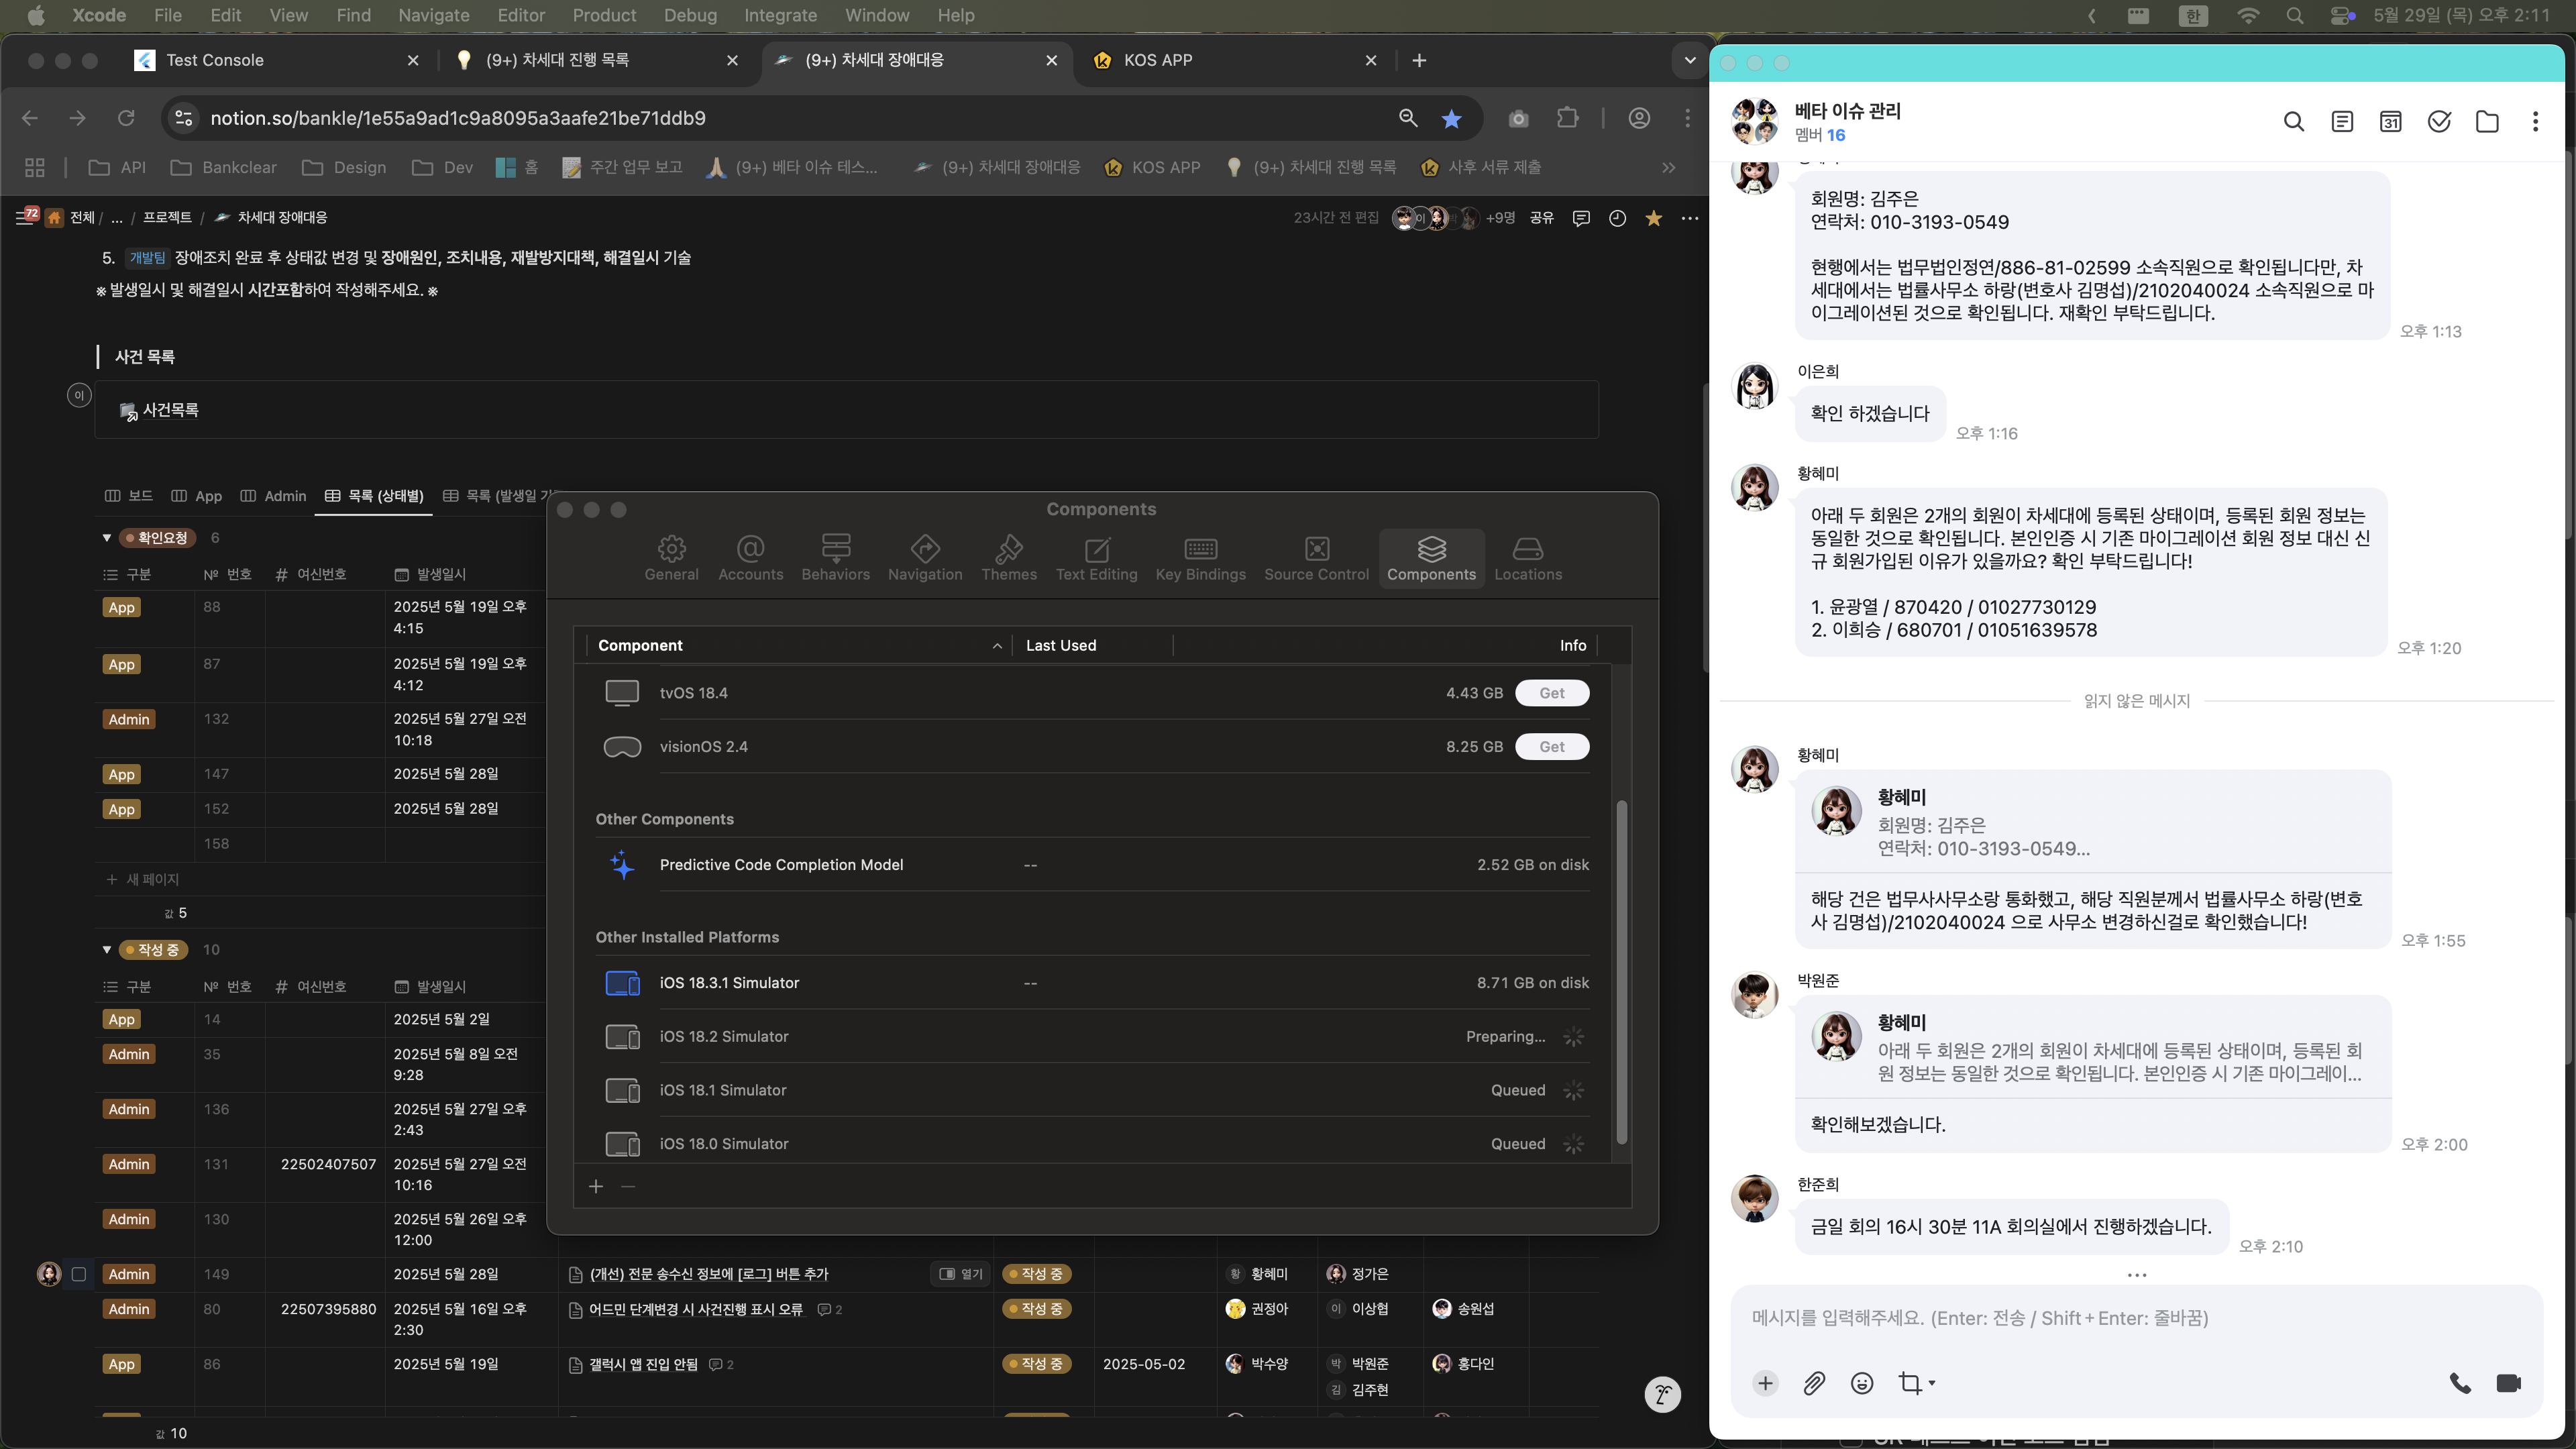 Xcode File Edit View Find Navigate Editor Product Debug Integrate Window Help
한 5월 29일 (목) 오후 2:11
Test Console
(9+) 차세대 진행 목록
(9+) 차세대 장애대응
KOS APP
notion.so/bankle/1e55a9ad1c9a8095a3aafe21be71ddb9
API Bankclear Design Dev 홈 주간 업무 보고 (9+) 베타 이슈 테스... (9+) 차세대 장애대응 KOS APP (9+) 차세대 진행 목록 사후 서류 제출
72 전체 / ... / 프로젝트 / 차세대 장애대응
23시간 전 편집 이 +9명 공유
5. 개발팀 장애조치 완료 후 상태값 변경 및 장애원인, 조치내용, 재발방지대책, 해결일시 기술
※ 발생일시 및 해결일시 시간포함하여 작성해주세요. ※
사건 목록
이
사건목록
보드 App Admin 목록 (상태별) 목록 (발생일
확인요청 6
구분 № 번호 # 여신번호 발생일시
App 88 2025년 5월 19일 오후
4:15
App 87 2025년 5월 19일 오후
4:12
Admin 132 2025년 5월 27일 오전
10:18
App 147 2025년 5월 28일
App 152 2025년 5월 28일
158
+ 새 페이지
값 5
작성 중 10
구분 № 번호 # 여신번호 발생일시
App 14 2025년 5월 2일
Admin 35 2025년 5월 8일 오전
9:28
Admin 136 2025년 5월 27일 오후
2:43
Admin 131 22502407507 2025년 5월 27일 오전
10:16
Admin 130 2025년 5월 26일 오후
12:00
Admin 149 2025년 5월 28일 (개선) 전문 송수신 정보에 [로그] 버튼 추가 열기 작성 중 황 황혜미 정가은
Admin 80 22507395880 2025년 5월 16일 오후 어드민 단계변경 시 사건진행 표시 오류 2 작성 중 권정아 이 이상협 송원섭
2:30
App 86 2025년 5월 19일 갤럭시 앱 진입 안됨 2 작성 중 2025-05-02 박수양 박 박원준 홍다인
김 김주현
값 10
Components
General Accounts Behaviors Navigation Themes Text Editing Key Bindings Source Control Components Locations
Component Last Used Info
tvOS 18.4 4.43 GB Get
visionOS 2.4 8.25 GB Get
Other Components
Predictive Code Completion Model -- 2.52 GB on disk
Other Installed Platforms
iOS 18.3.1 Simulator -- 8.71 GB on disk
iOS 18.2 Simulator Preparing...
iOS 18.1 Simulator Queued
iOS 18.0 Simulator Queued
베타 이슈 관리
멤버 16
31
회원명: 김주은
연락처: 010-3193-0549
현행에서는 법무법인정연/886-81-02599 소속직원으로 확인됩니다만, 차
세대에서는 법률사무소 하랑(변호사 김명섭)/2102040024 소속직원으로 마
이그레이션된 것으로 확인됩니다. 재확인 부탁드립니다.
오후 1:13
이은희
확인 하겠습니다
오후 1:16
황혜미
아래 두 회원은 2개의 회원이 차세대에 등록된 상태이며, 등록된 회원 정보는
동일한 것으로 확인됩니다. 본인인증 시 기존 마이그레이션 회원 정보 대신 신
규 회원가입된 이유가 있을까요? 확인 부탁드립니다!
1. 윤광열 / 870420 / 01027730129
2. 이희승 / 680701 / 01051639578
오후 1:20
읽지 않은 메시지
황혜미
황혜미
회원명: 김주은
연락처: 010-3193-0549...
해당 건은 법무사사무소랑 통화했고, 해당 직원분께서 법률사무소 하랑(변호
사 김명섭)/2102040024 으로 사무소 변경하신걸로 확인했습니다!
오후 1:55
박원준
황혜미
아래 두 회원은 2개의 회원이 차세대에 등록된 상태이며, 등록된 회
원 정보는 동일한 것으로 확인됩니다. 본인인증 시 기존 마이그레이...
확인해보겠습니다.
오후 2:00
한준희
금일 회의 16시 30분 11A 회의실에서 진행하겠습니다.
오후 2:10
메시지를 입력해주세요. (Enter: 전송 / Shift + Enter: 줄바꿈)